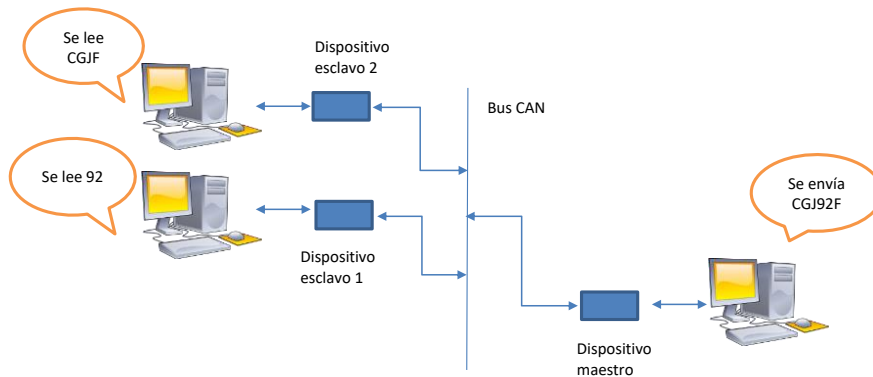 Se lee
CGJF
Dispositivo
esclavo 2
Bus CAN
Se lee 92
Dispositivo
esclavo 1
Se envía
CGJ92F
Dispositivo
maestro